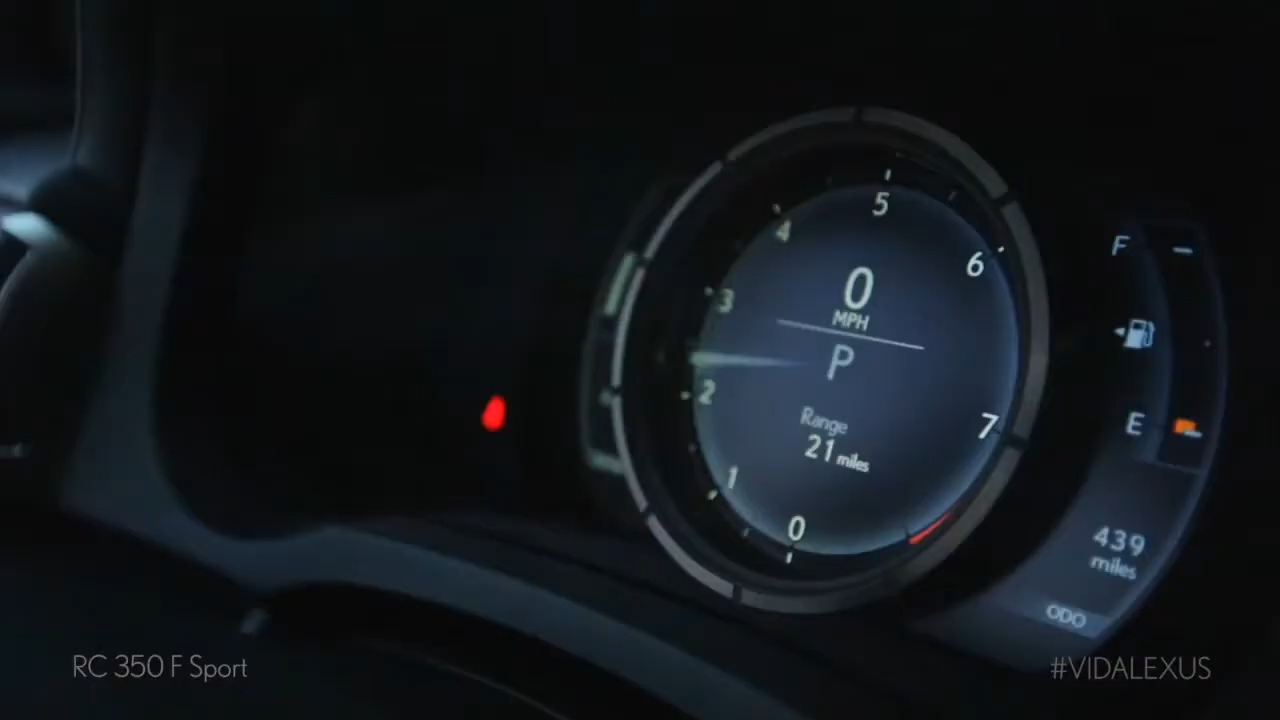 5
4
6
3
0
MPH
P
2
7
Range
21 miles
1
0
F
E
439
miles
ODO
RC 350 F Sport
#VIDALEXUS